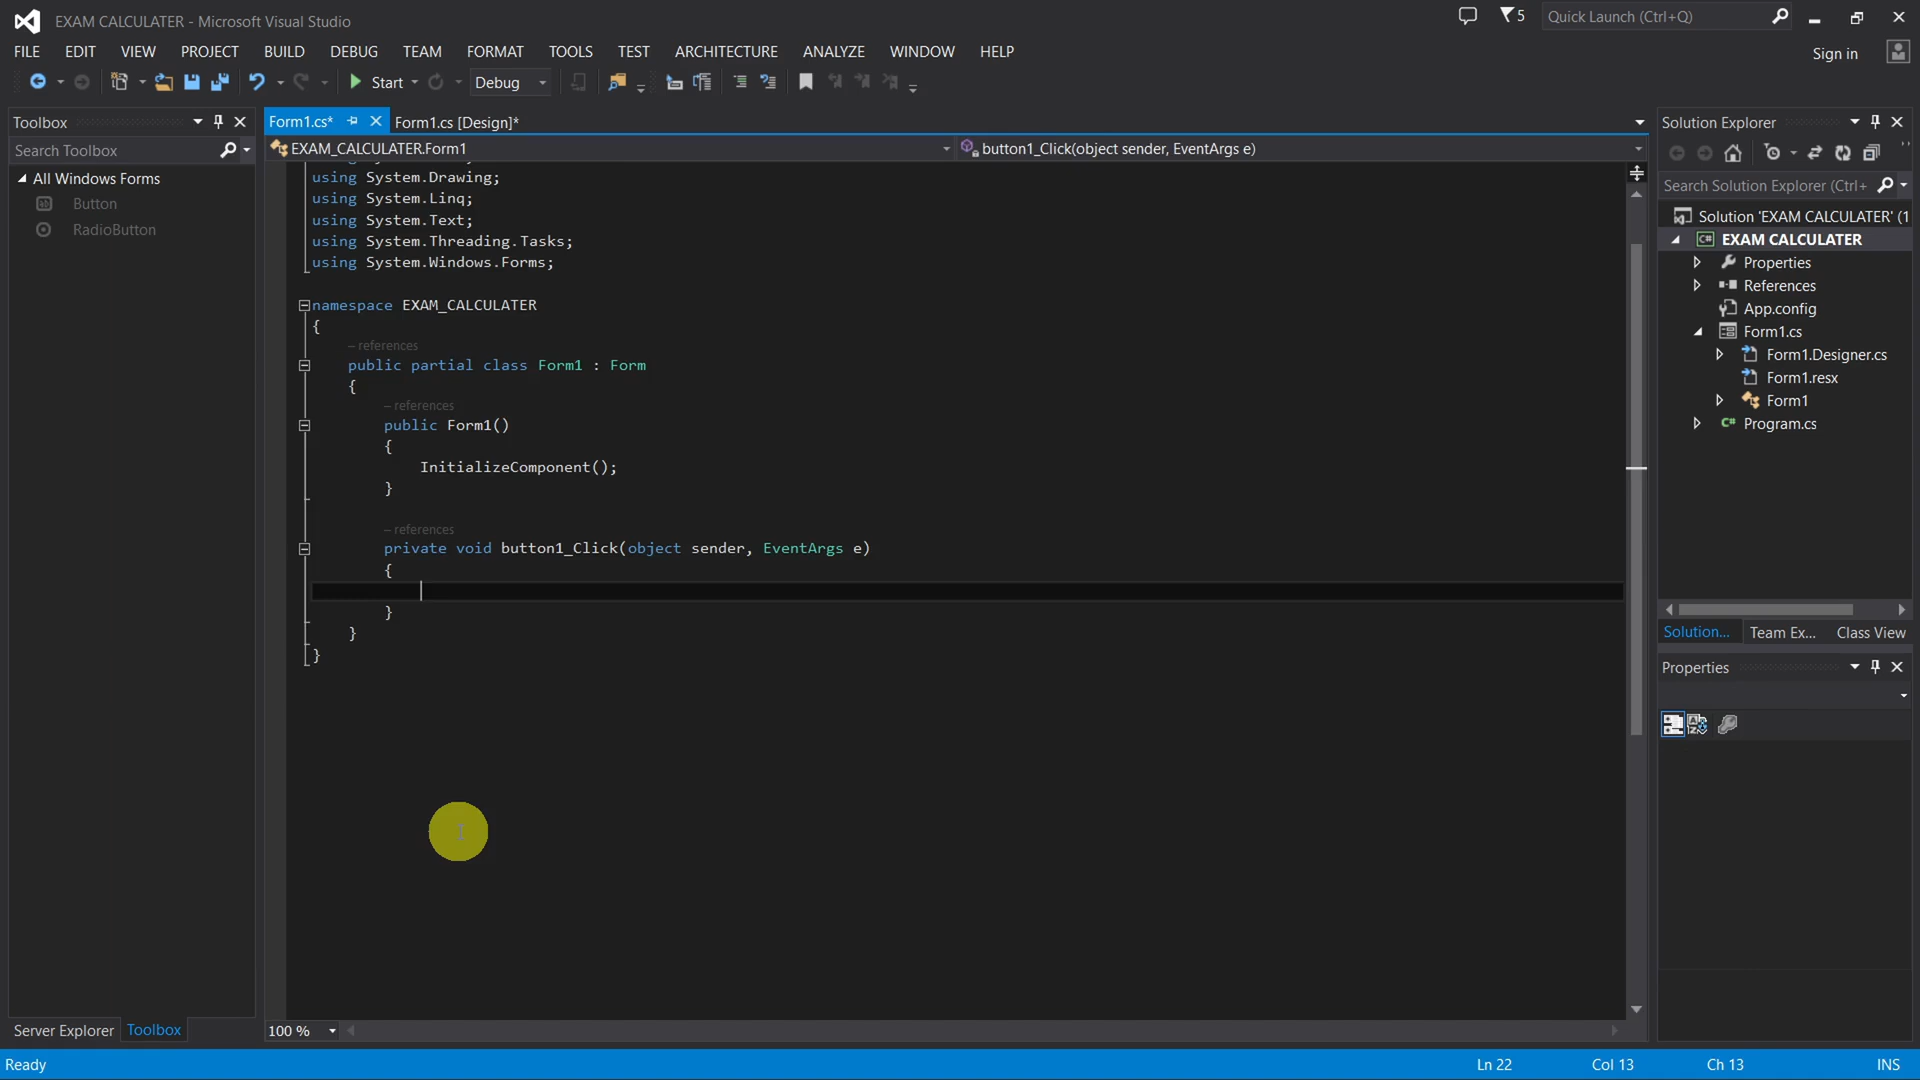 EXAM CALCULATER - Microsoft Visual Studio
5
Quick Launch (Ctrl+Q)
FILE EDIT VIEW PROJECT BUILD DEBUG TEAM FORMAT TOOLS TEST ARCHITECTURE ANALYZE WINDOW HELP
Sign in
Start
Debug
Toolbox
Search Toolbox
All Windows Forms
Button
RadioButton
Form1.cs*
Form1.cs [Design]*
EXAM_CALCULATER.Form1
button1_Click(object sender, EventArgs e)
using System.Drawing;
using System.Linq;
using System.Text;
using System.Threading.Tasks;
using System.Windows.Forms;
namespace EXAM_CALCULATER
{
– references
public partial class Form1 : Form
{
– references
public Form1()
{
InitializeComponent();
}
– references
private void button1_Click(object sender, EventArgs e)
{
}
}
}
Solution Explorer
Search Solution Explorer (Ctrl+
Solution 'EXAM CALCULATER' (1
C# EXAM CALCULATER
Properties
References
App.config
Form1.cs
Form1.Designer.cs
Form1.resx
Form1
C# Program.cs
Solution... Team Ex... Class View
Properties
Server Explorer Toolbox
100 %
Ready
Ln 22 Col 13 Ch 13 INS